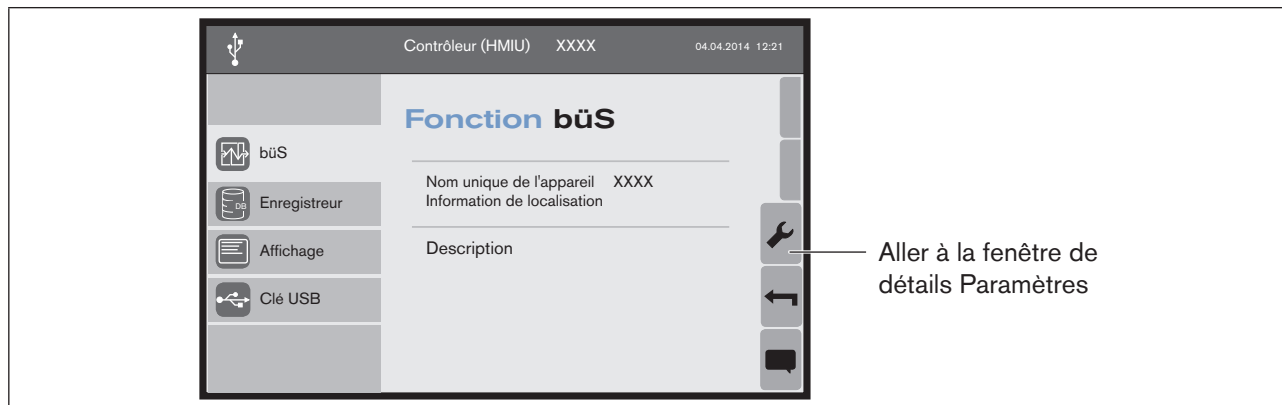 Contrôleur (HMIU) XXXX 04.04.2014 12:21
Fonction büS
büS
Enregistreur
DB
Affichage
Clé USB
Nom unique de l'appareil XXXX
Information de localisation
Description
Aller à la fenêtre de
détails Paramètres